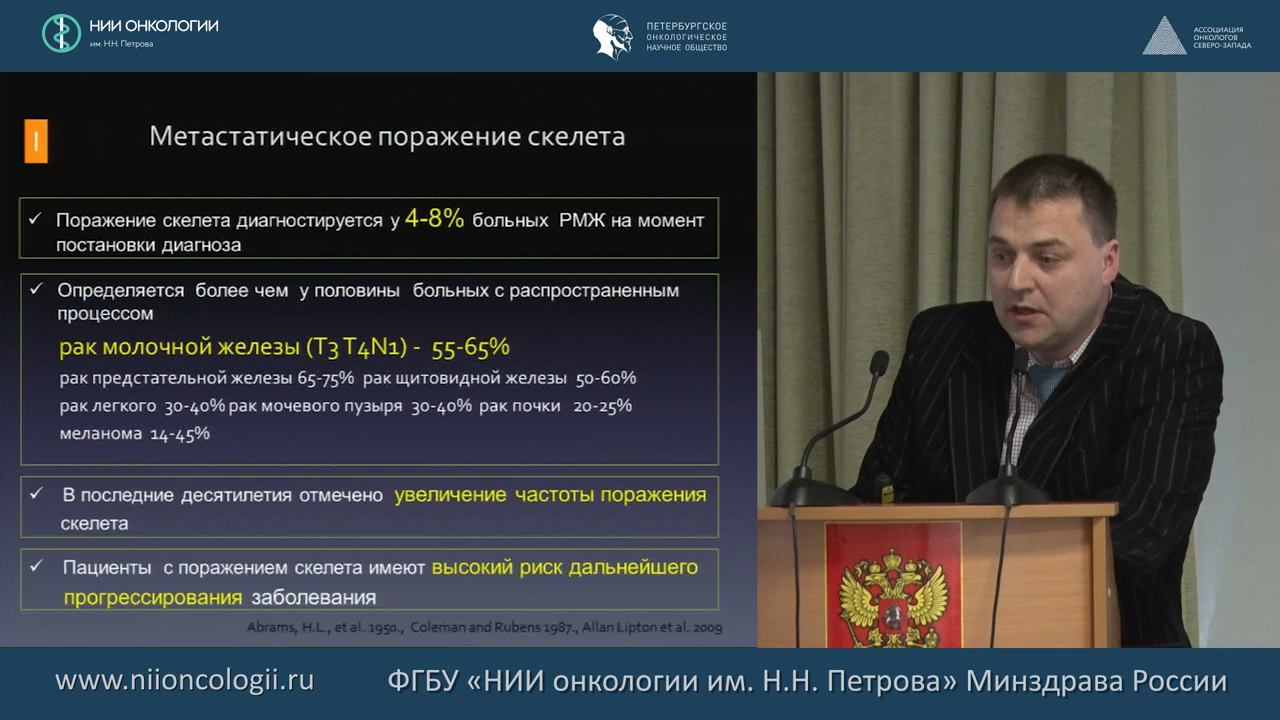 НИИ ОНКОЛОГИИ
им. Н.Н. Петрова
ПЕТЕРБУРГСКОЕ
ОНКОЛОГИЧЕСКОЕ
НАУЧНОЕ ОБЩЕСТВО
АССОЦИАЦИЯ
ОНКОЛОГОВ
СЕВЕРО-ЗАПАДА
I
Метастатическое поражение скелета
✓ Поражение скелета диагностируется у 4-8% больных РМЖ на момент
постановки диагноза
✓ Определяется более чем у половины больных с распространенным
процессом
рак молочной железы (T3 T4N1) - 55-65%
рак предстательной железы 65-75% рак щитовидной железы 50-60%
рак легкого 30-40% рак мочевого пузыря 30-40% рак почки 20-25%
меланома 14-45%
✓ В последние десятилетия отмечено увеличение частоты поражения
скелета
✓ Пациенты с поражением скелета имеют высокий риск дальнейшего
прогрессирования заболевания
Abrams, H.L., et al. 1950., Coleman and Rubens 1987., Allan Lipton et al. 2009
www.niioncologii.ru
ФГБУ «НИИ онкологии им. Н.Н. Петрова» Минздрава России